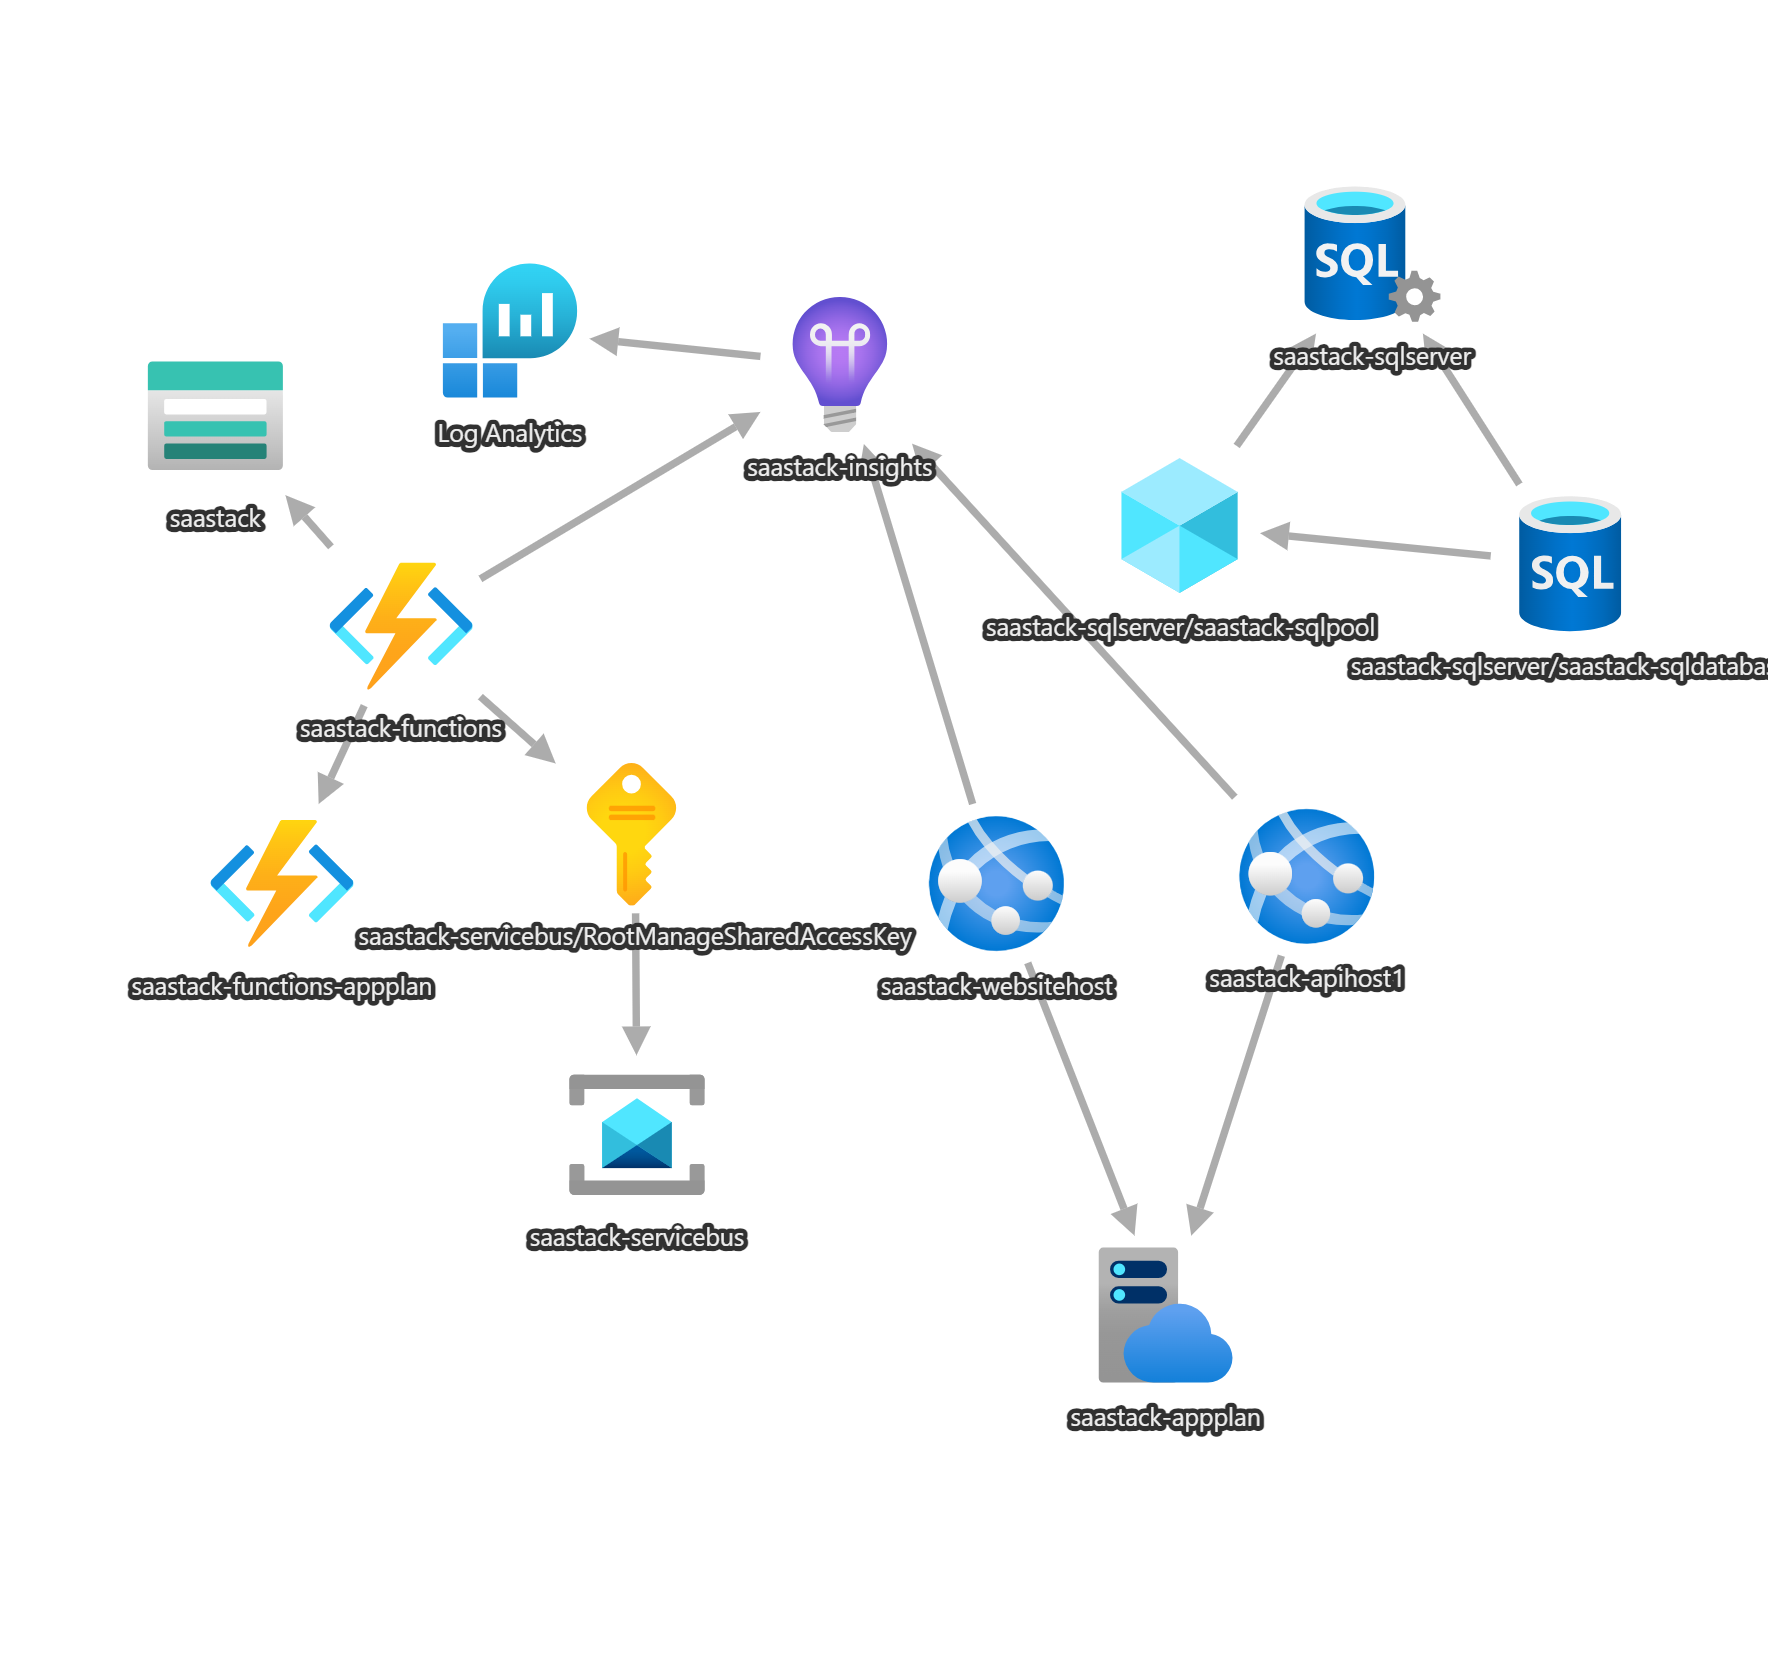 SQL
saastack-sqlserver
Log Analytics
saastack-insights
saastack
SQL
saastack-sqlserver/saastack-sqlpool
saastack-sqlserver/saastack-sqldatabas
saastack-functions
saastack-servicebus/RootManageSharedAccessKey
saastack-functions-appplan
saastack-websitehost
saastack-apihost1
saastack-servicebus
saastack-appplan